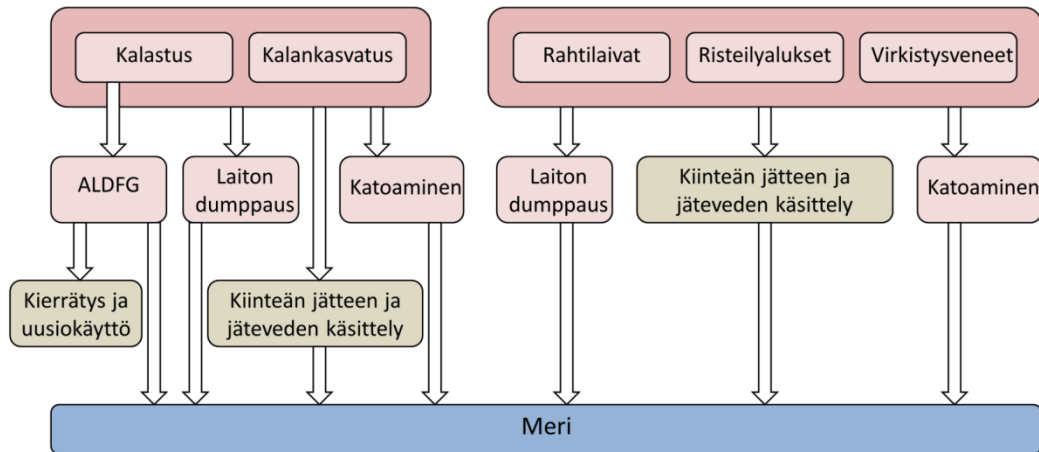 Kalastus
Kalankasvatus
Rahtilaivat
Risteilyalukset
Virkistysveneet
ALDFG
Laiton
dumppaus
Katoaminen
Laiton
dumppaus
Kiinteän jätteen ja
jäteveden käsittely
Katoaminen
Kierrätys ja
uusiokäyttö
Kiinteän jätteen ja
jäteveden käsittely
Meri